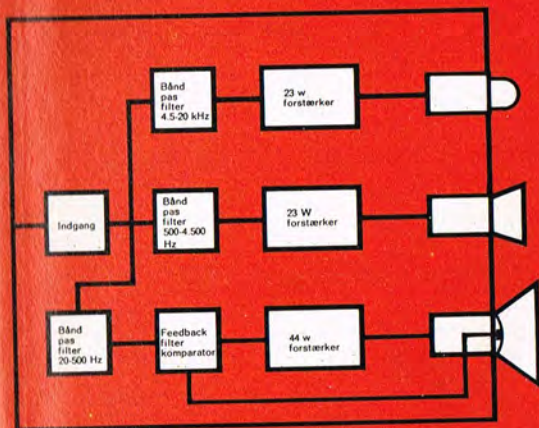 Bånd
pas
filter
4.5-20 kHz
23 w
forstærker
Indgang
Bånd
pas
filter
500-4.500
Hz
23 W
forstærker
Bånd
pas
filter
20-500 Hz
Feedback
filter
komparator
44 w
forstærker